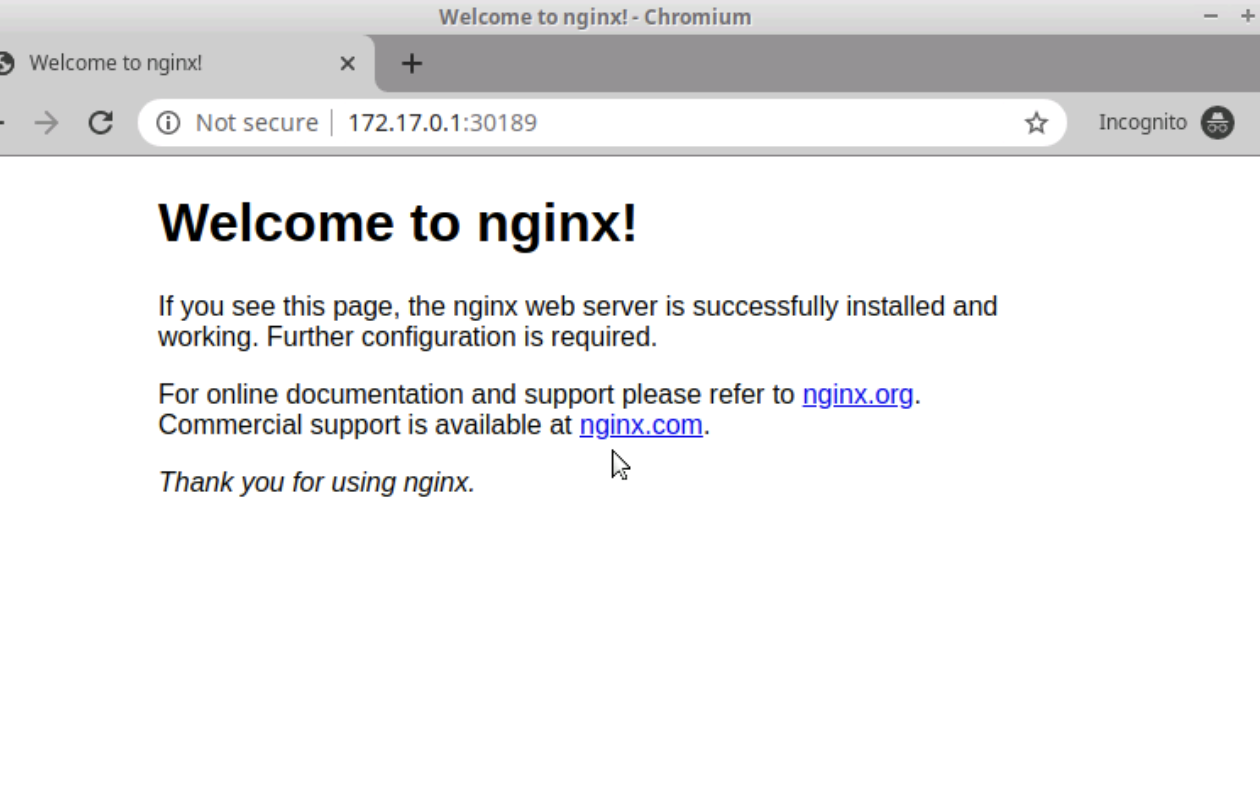 Welcome to nginx! - Chromium
Welcome to nginx!
Not secure | 172.17.0.1:30189
Incognito
Welcome to nginx!
If you see this page, the nginx web server is successfully installed and
working. Further configuration is required.
For online documentation and support please refer to nginx.org.
Commercial support is available at nginx.com.
Thank you for using nginx.